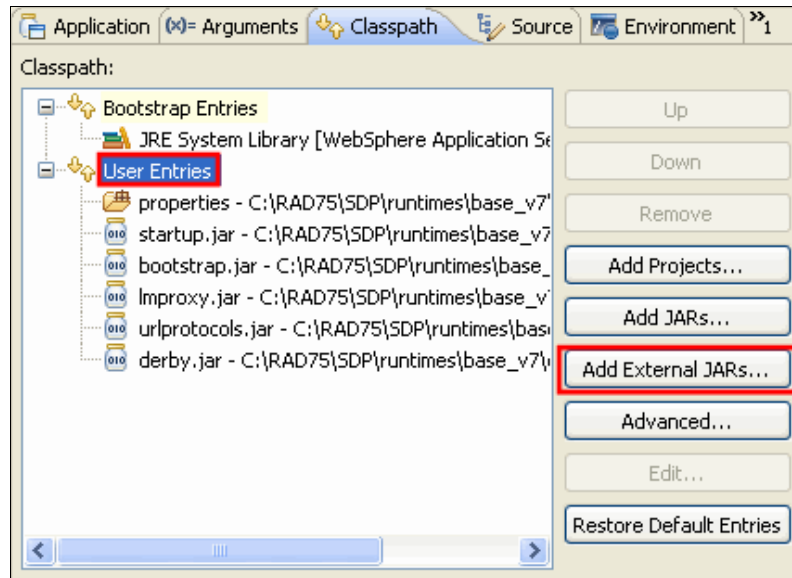 Application (x)= Arguments Classpath Source Environment »1
Classpath:
Bootstrap Entries
JRE System Library [WebSphere Application Se
User Entries
properties - C:\RAD75\SDP\runtimes\base_v7\
startup.jar - C:\RAD75\SDP\runtimes\base_v7
bootstrap.jar - C:\RAD75\SDP\runtimes\base_
lmproxy.jar - C:\RAD75\SDP\runtimes\base_v
urlprotocols.jar - C:\RAD75\SDP\runtimes\bas
derby.jar - C:\RAD75\SDP\runtimes\base_v7\
Up
Down
Remove
Add Projects...
Add JARs...
Add External JARs...
Advanced...
Edit...
Restore Default Entries